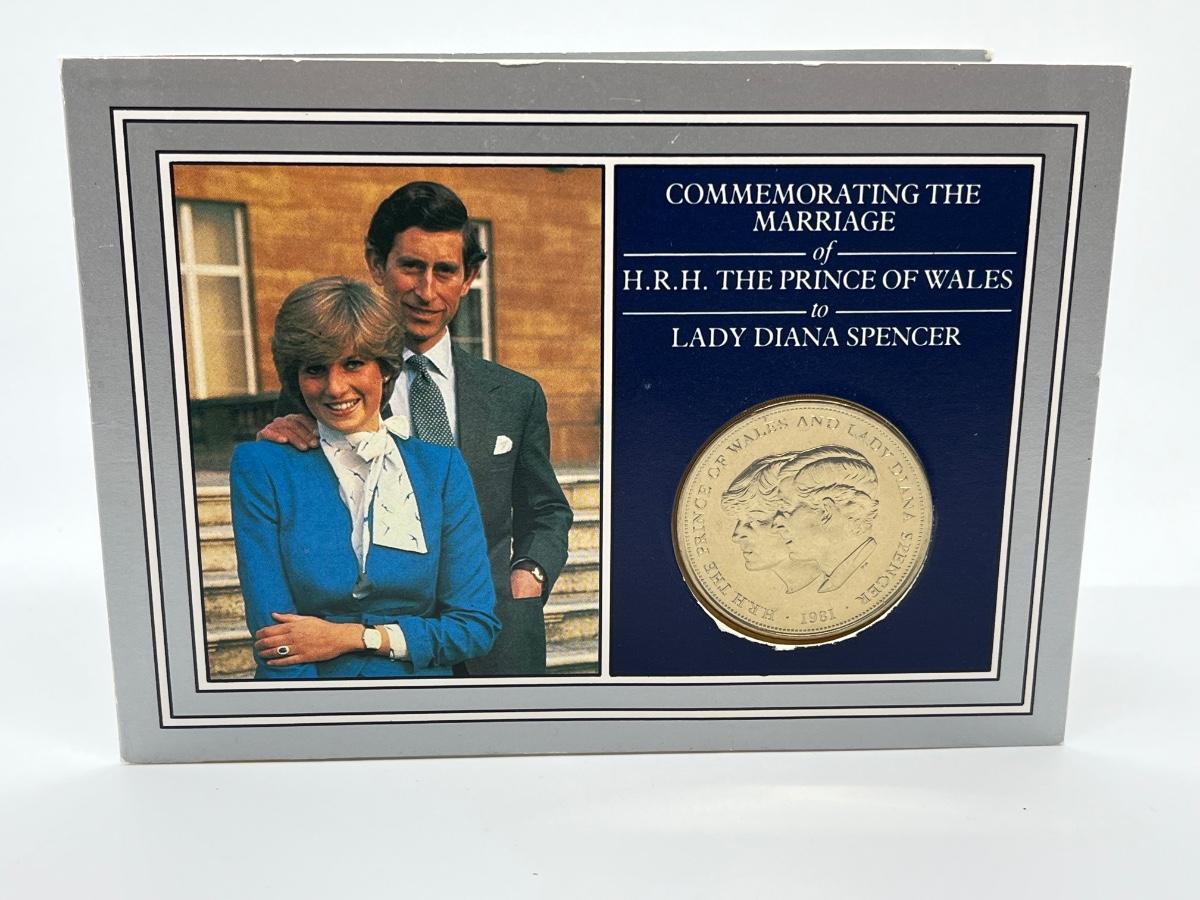 COMMEMORATING THE
MARRIAGE
of
H.R.H. THE PRINCE OF WALES
to
LADY DIANA SPENCER
H.R.H THE PRINCE OF WALES AND LADY DIANA SPENCER
· 1981 ·